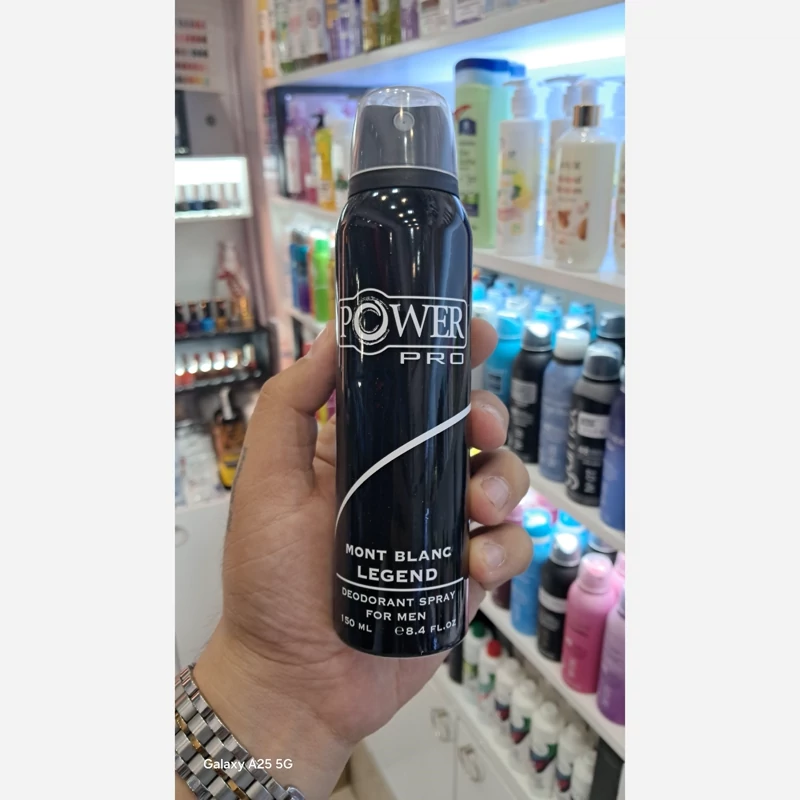 POWER
PRO
MONT BLANC
LEGEND
DEODORANT SPRAY
FOR MEN
150 ML ℮8.4 FL.OZ
Galaxy A25 5G